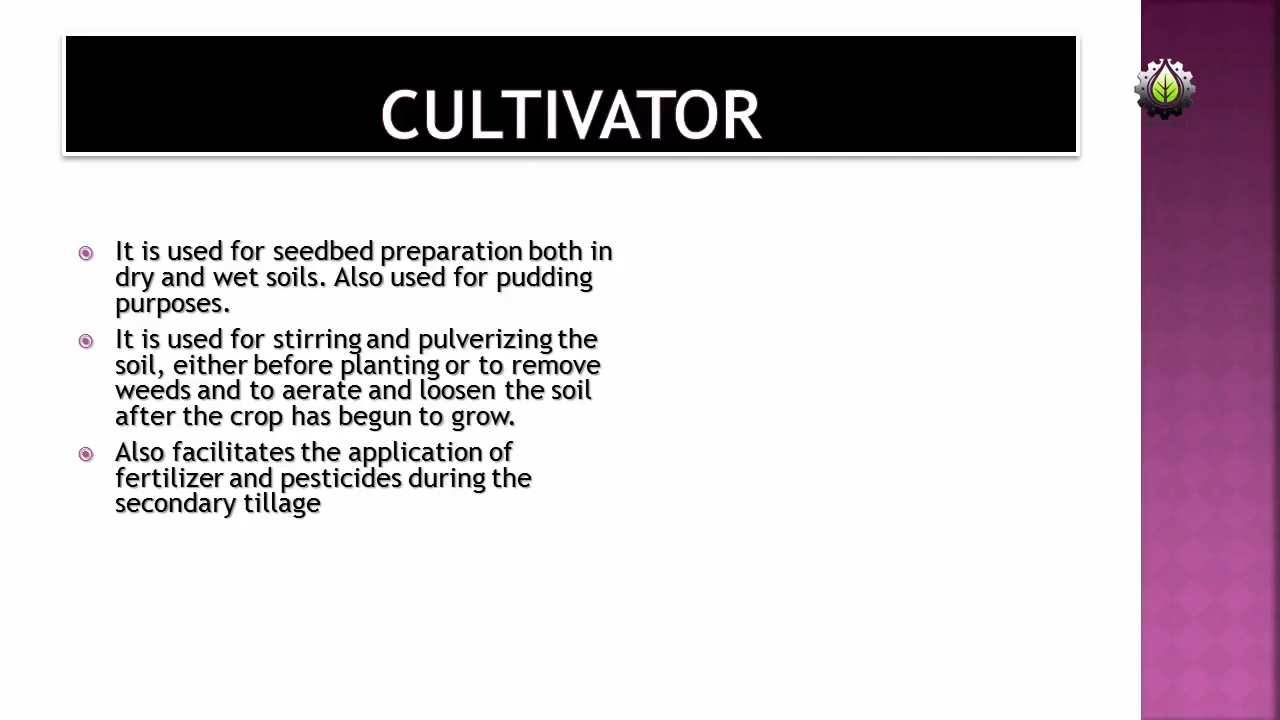 CULTIVATOR
It is used for seedbed preparation both in
dry and wet soils. Also used for pudding
purposes.
It is used for stirring and pulverizing the
soil, either before planting or to remove
weeds and to aerate and loosen the soil
after the crop has begun to grow.
Also facilitates the application of
fertilizer and pesticides during the
secondary tillage